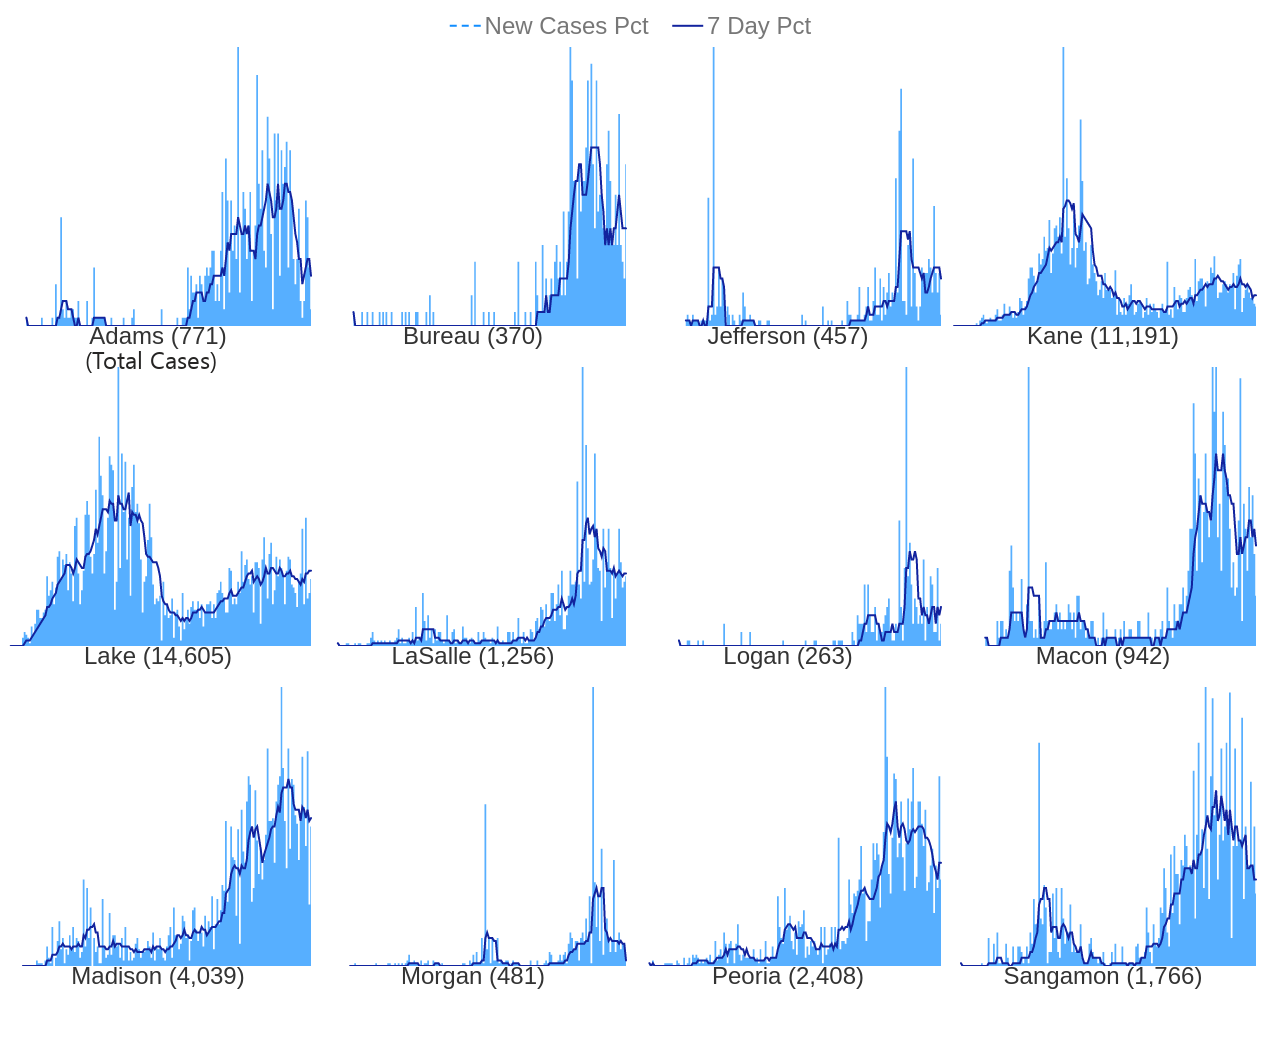 New Cases Pct 7 Day Pct
Adams (771) Bureau (370) Jefferson (457) Kane (11,191)
(Total Cases)
Lake (14,605) LaSalle (1,256) Logan (263) Macon (942)
Madison (4,039) Morgan (481) Peoria (2,408) Sangamon (1,766)